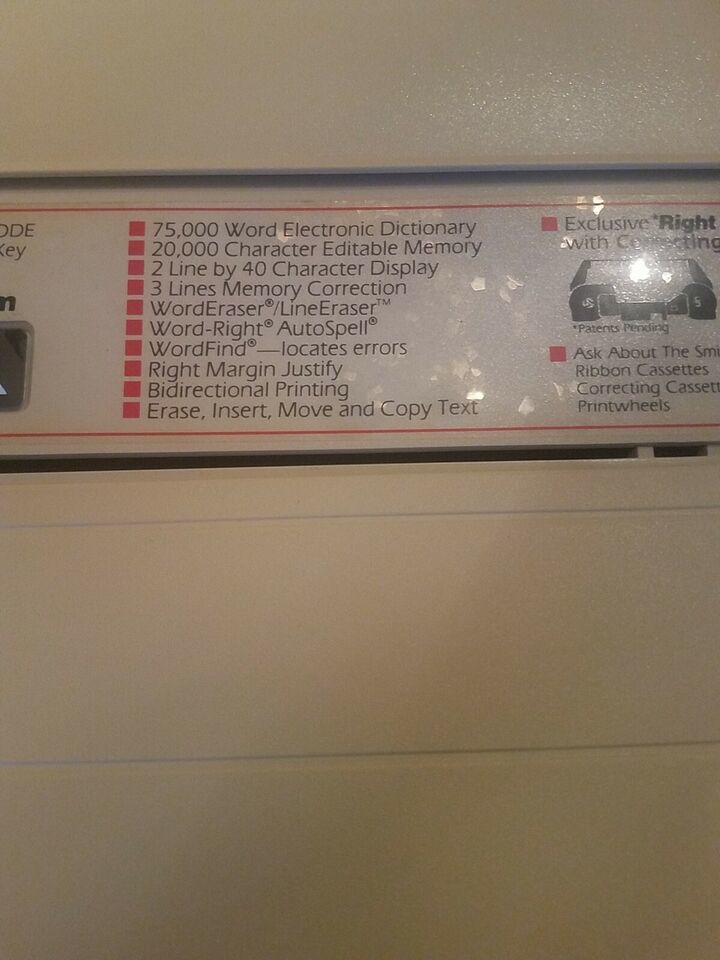 ODE
Key
m
75,000 Word Electronic Dictionary
20,000 Character Editable Memory
2 Line by 40 Character Display
3 Lines Memory Correction
WordEraser®/LineEraser™
Word-Right® AutoSpell®
WordFind®—locates errors
Right Margin Justify
Bidirectional Printing
Erase, Insert, Move and Copy Text
Exclusive "Right
with Correcting
*Patents Pending
Ask About The Smi
Ribbon Cassettes
Correcting Cassett
Printwheels